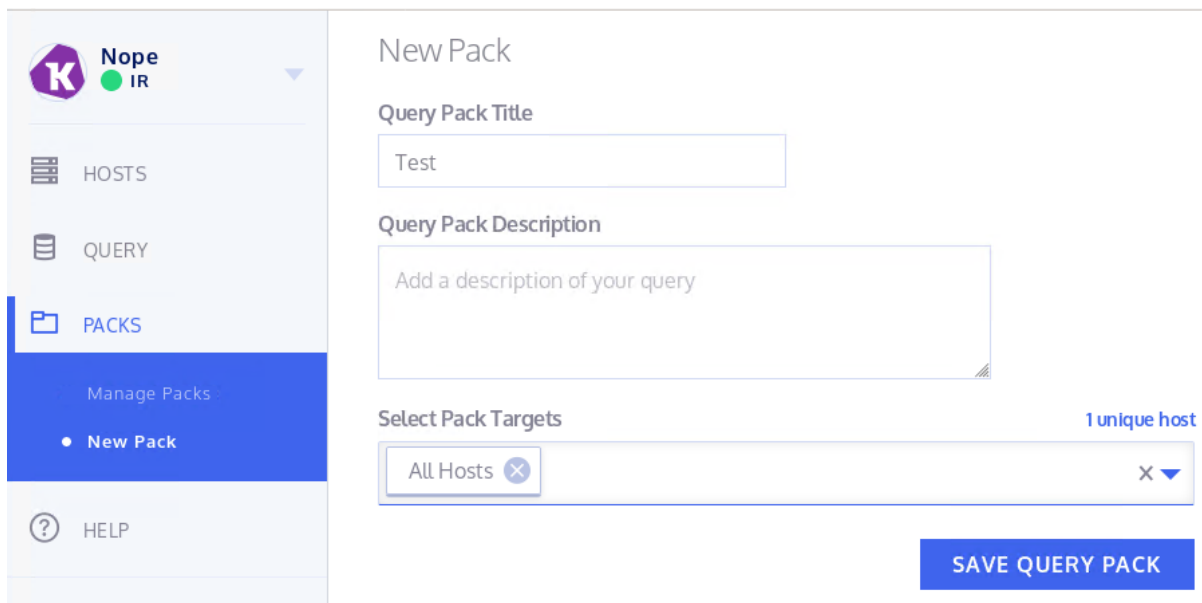 Nope
IR
HOSTS
QUERY
PACKS
Manage Packs
New Pack
HELP
New Pack
Query Pack Title
Test
Query Pack Description
Add a description of your query
Select Pack Targets
1 unique host
All Hosts
SAVE QUERY PACK